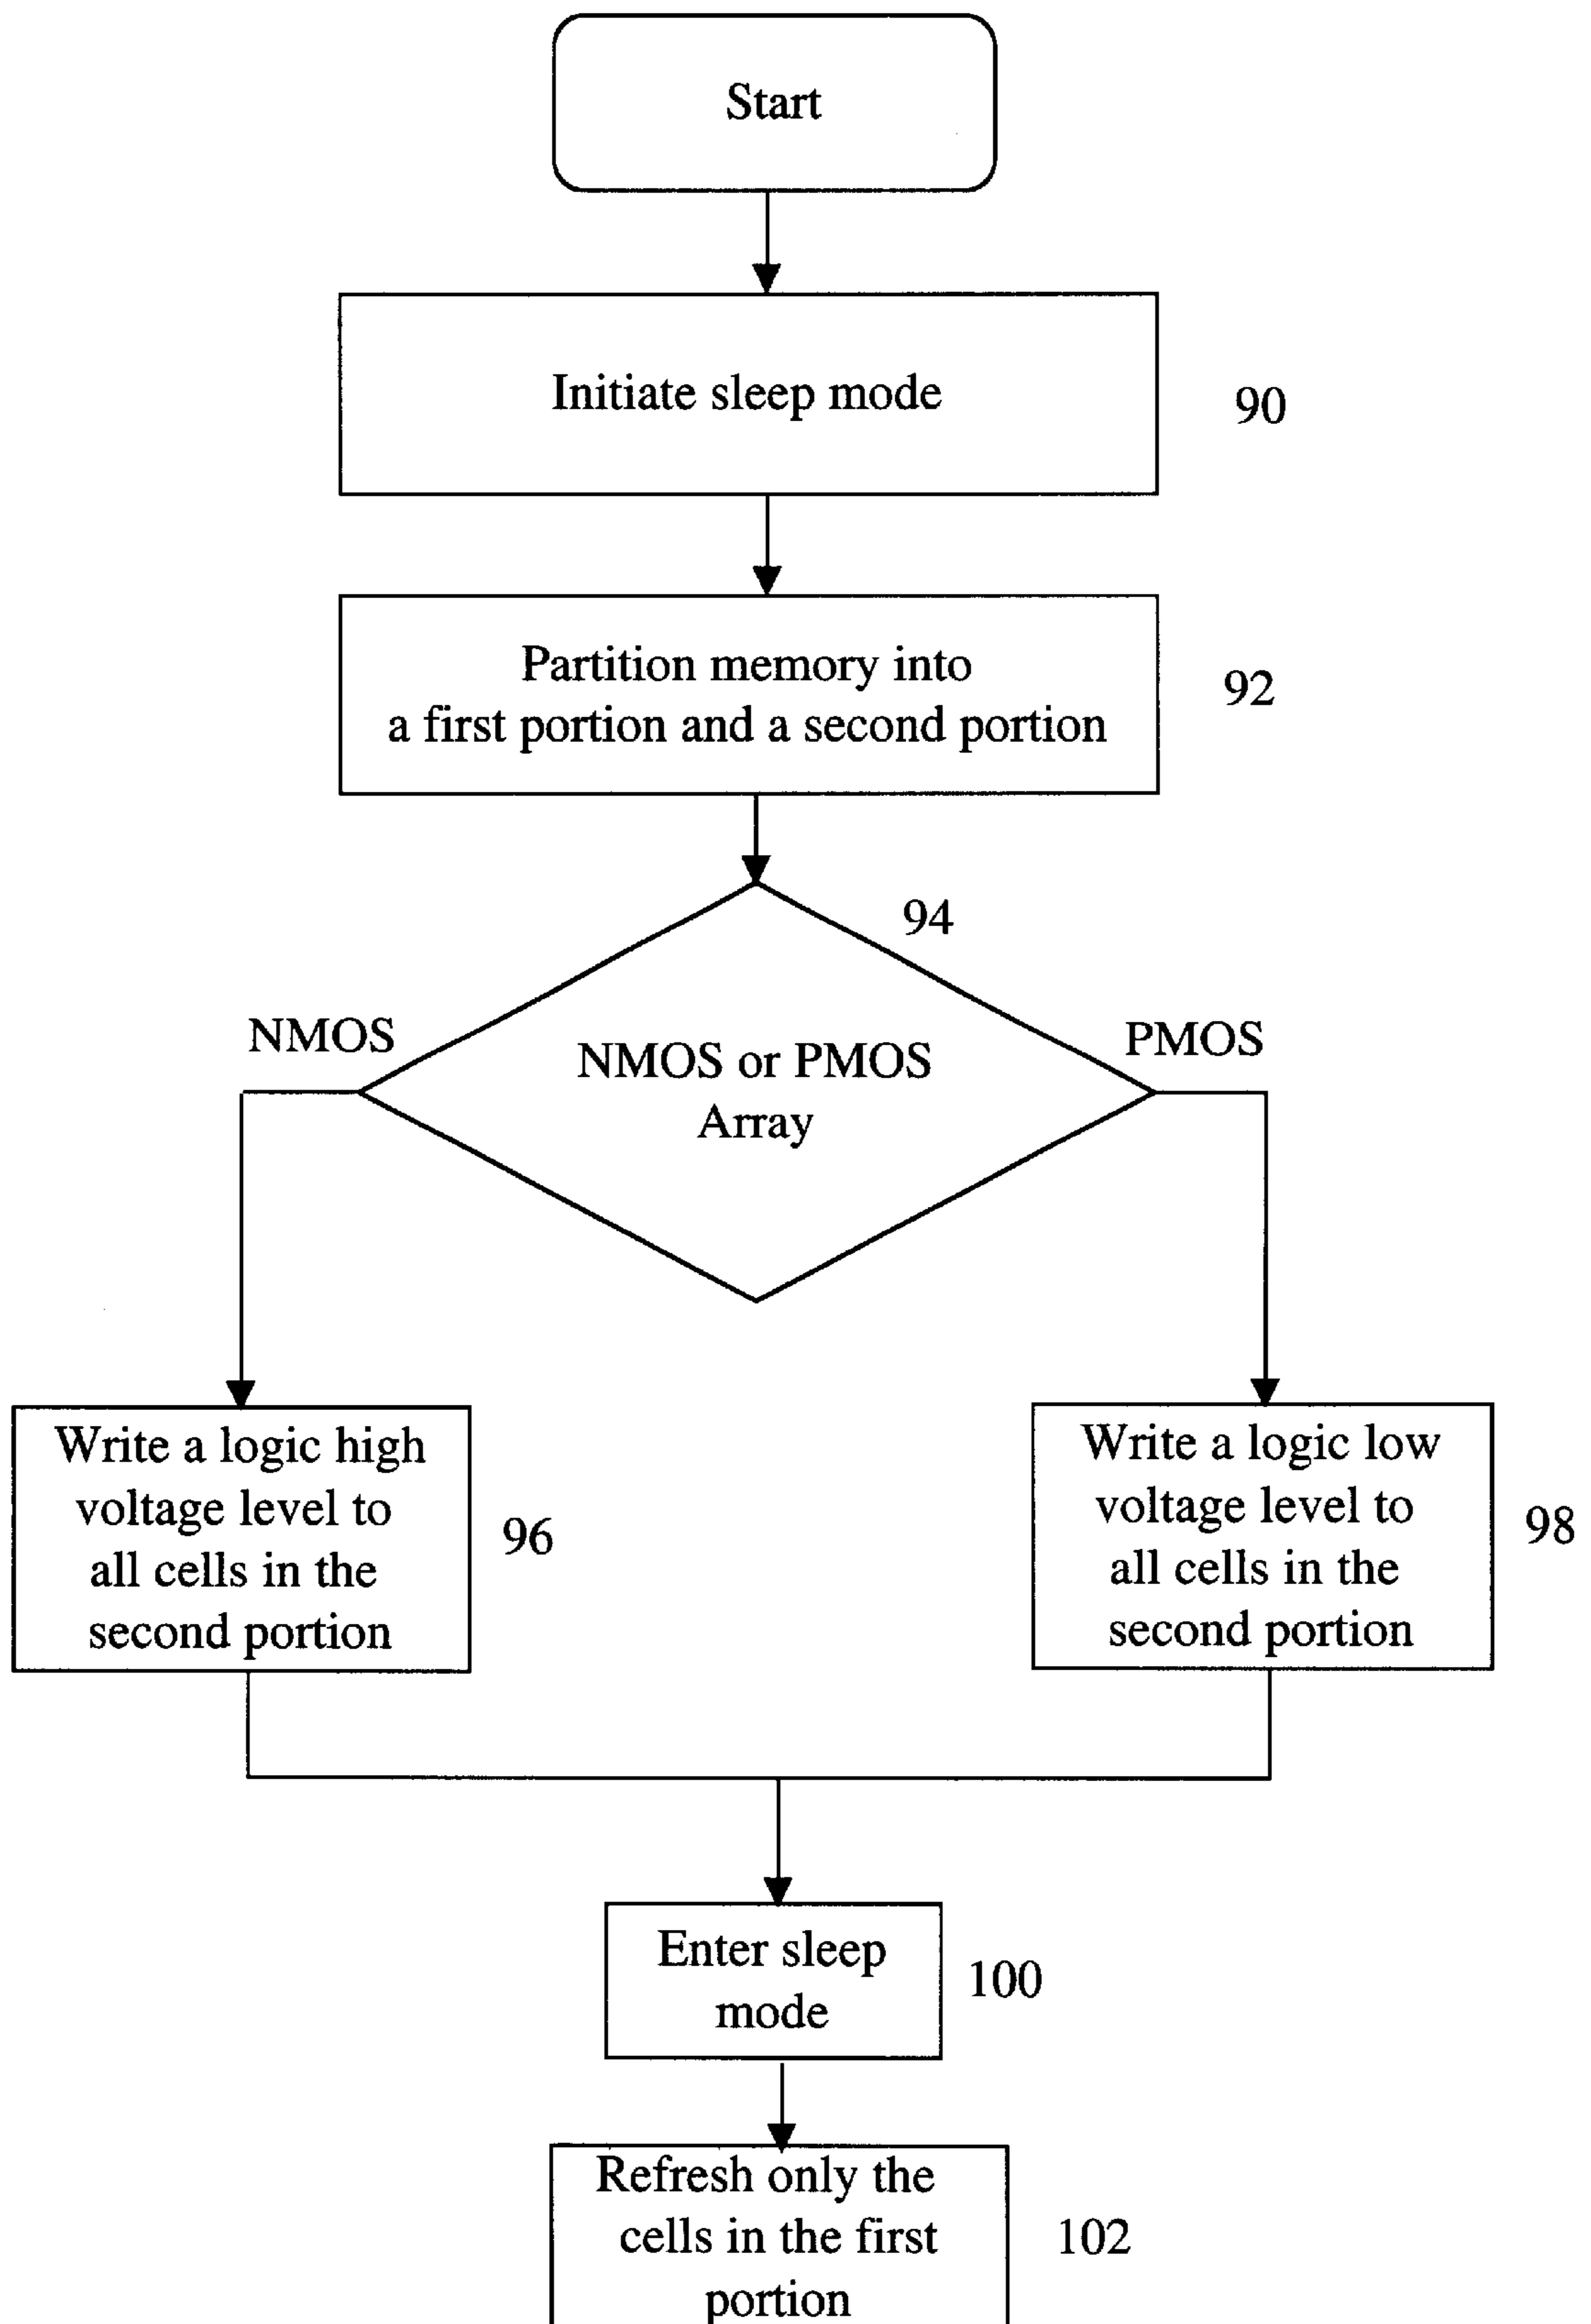 Start
Initiate sleep mode
90
Partition memory into
a first portion and a second portion
92
94
NMOS
NMOS or PMOS
Array
PMOS
Write a logic high
voltage level to
all cells in the
second portion
96
Write a logic low
voltage level to
all cells in the
second portion
98
Enter sleep
mode
100
Refresh only the
cells in the first
portion
102